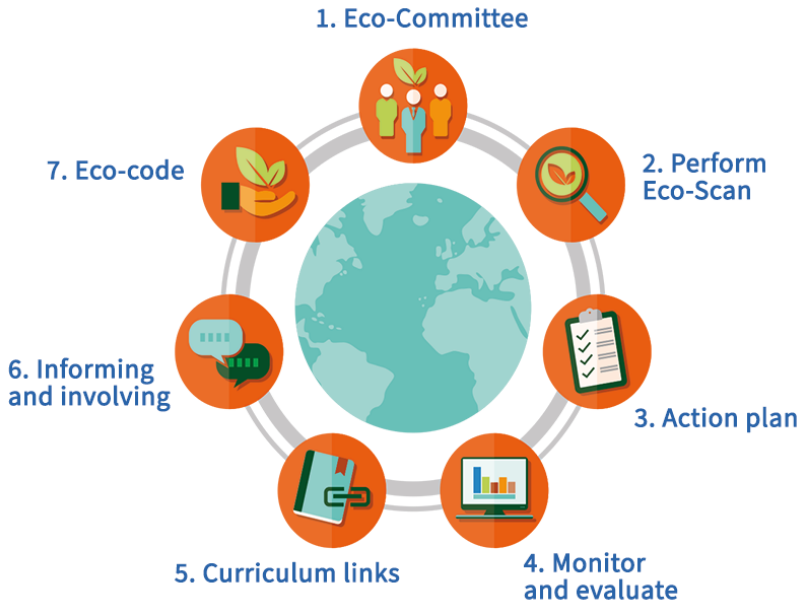 1. Eco-Committee
2. Perform
Eco-Scan
3. Action plan
4. Monitor
and evaluate
5. Curriculum links
6. Informing
and involving
7. Eco-code